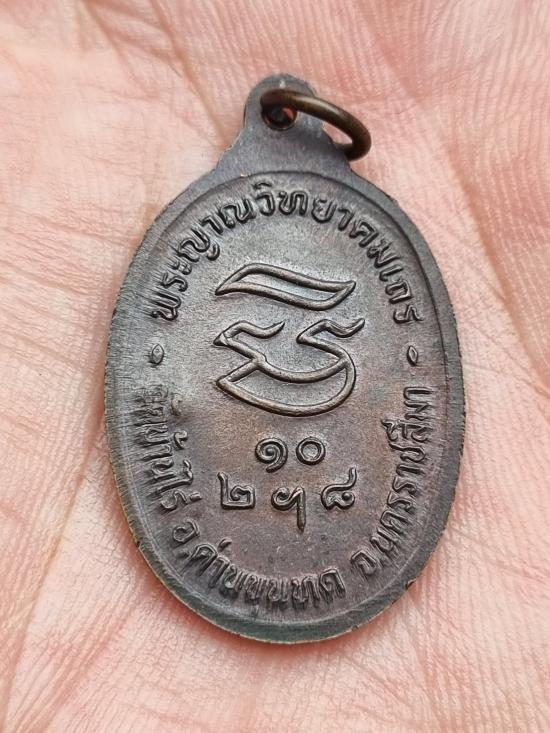 พระญาณวิทยาคมเถร
๑๐
๒ ฯ ๘
วัดบ้านไร่ อ.ด่านขุนทด จ.นครราชสีมา